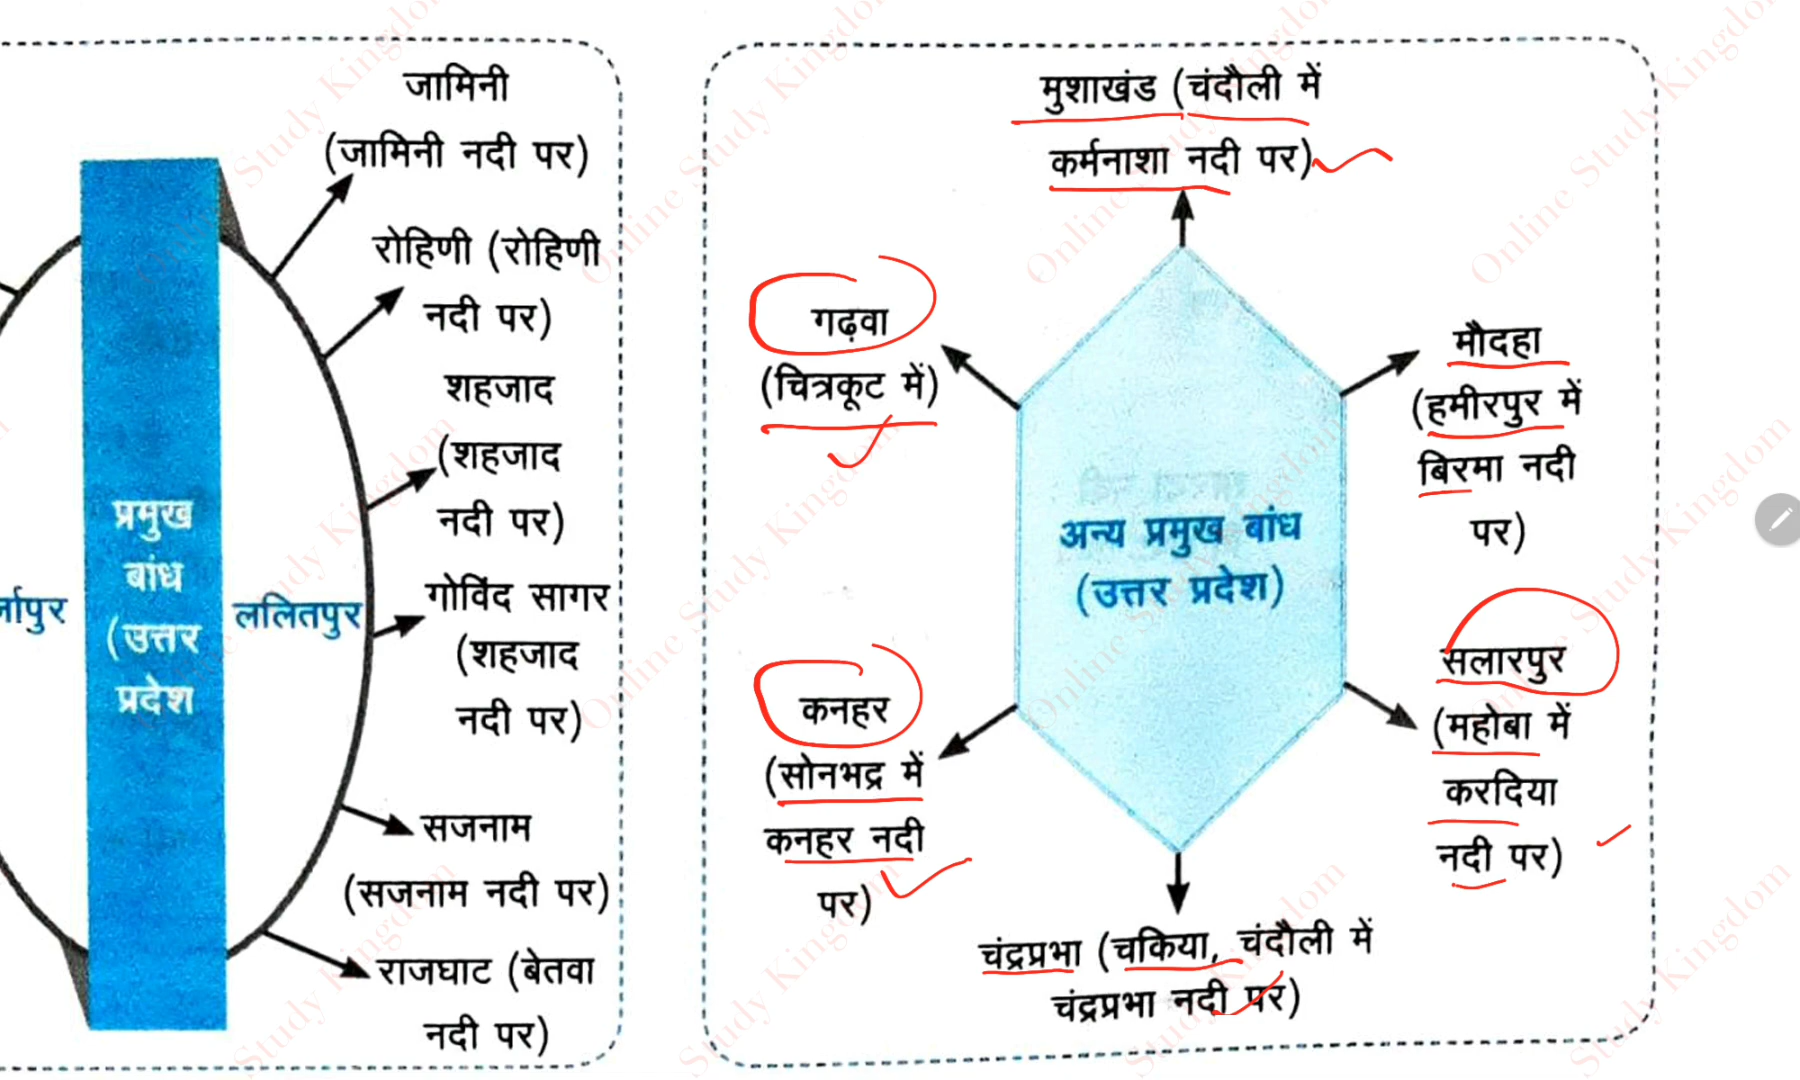 जामिनी
(जामिनी नदी पर)
रोहिणी (रोहिणी
नदी पर)
शहजाद
(शहजाद
नदी पर)
गोविंद सागर
(शहजाद
नदी पर)
सजनाम
(सजनाम नदी पर)
राजघाट (बेतवा
नदी पर)
प्रमुख
बांध
(उत्तर
प्रदेश
ललितपुर
मुशाखंड (चंदौली में
कर्मनाशा नदी पर)
गढ़वा
(चित्रकूट में)
मौदहा
(हमीरपुर में
बिरमा नदी
पर)
अन्य प्रमुख बांध
(उत्तर प्रदेश)
सलारपुर
(महोबा में
करदिया
नदी पर)
कनहर
(सोनभद्र में
कनहर नदी
पर)
चंद्रप्रभा (चकिया, चंदौली में
चंद्रप्रभा नदी पर)
Online Study Kingdom